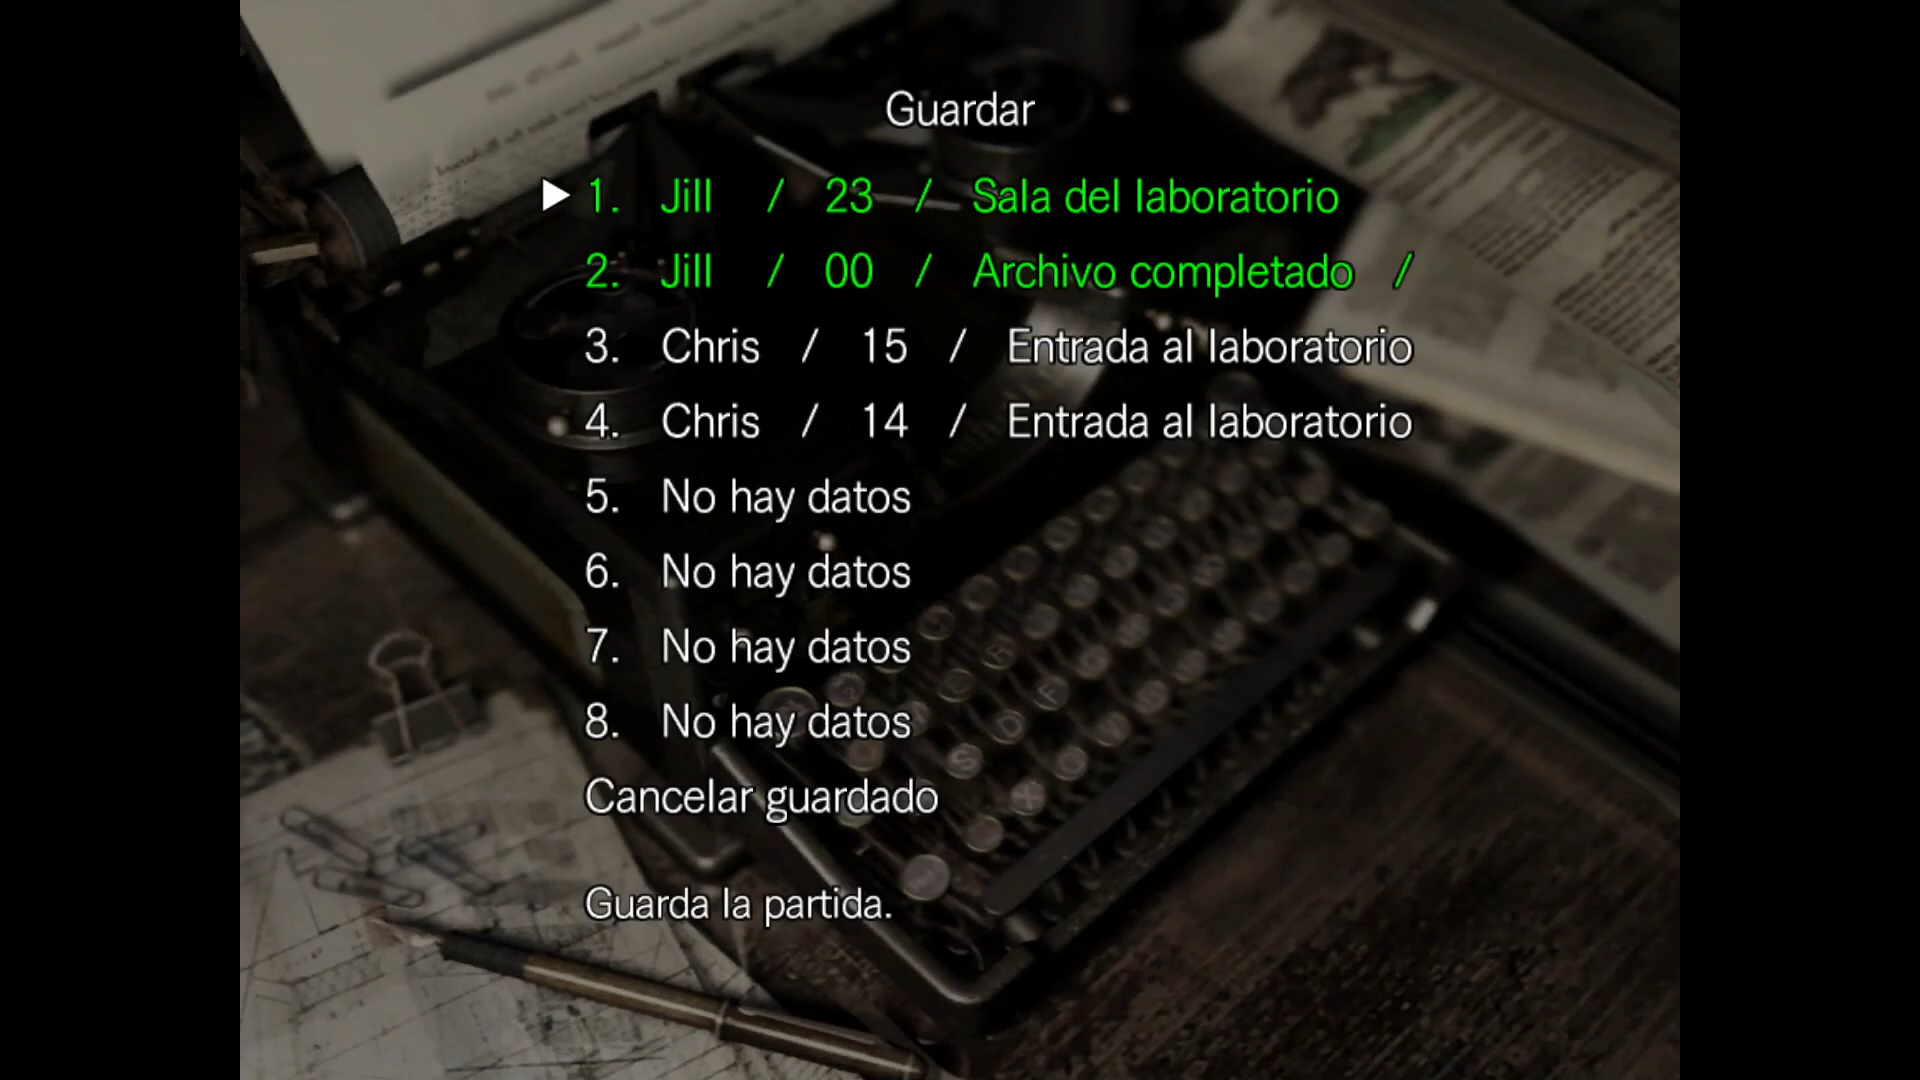 Guardar
1. Jill / 23 / Sala del laboratorio
2. Jill / 00 / Archivo completado /
3. Chris / 15 / Entrada al laboratorio
4. Chris / 14 / Entrada al laboratorio
5. No hay datos
6. No hay datos
7. No hay datos
8. No hay datos
Cancelar guardado
Guarda la partida.